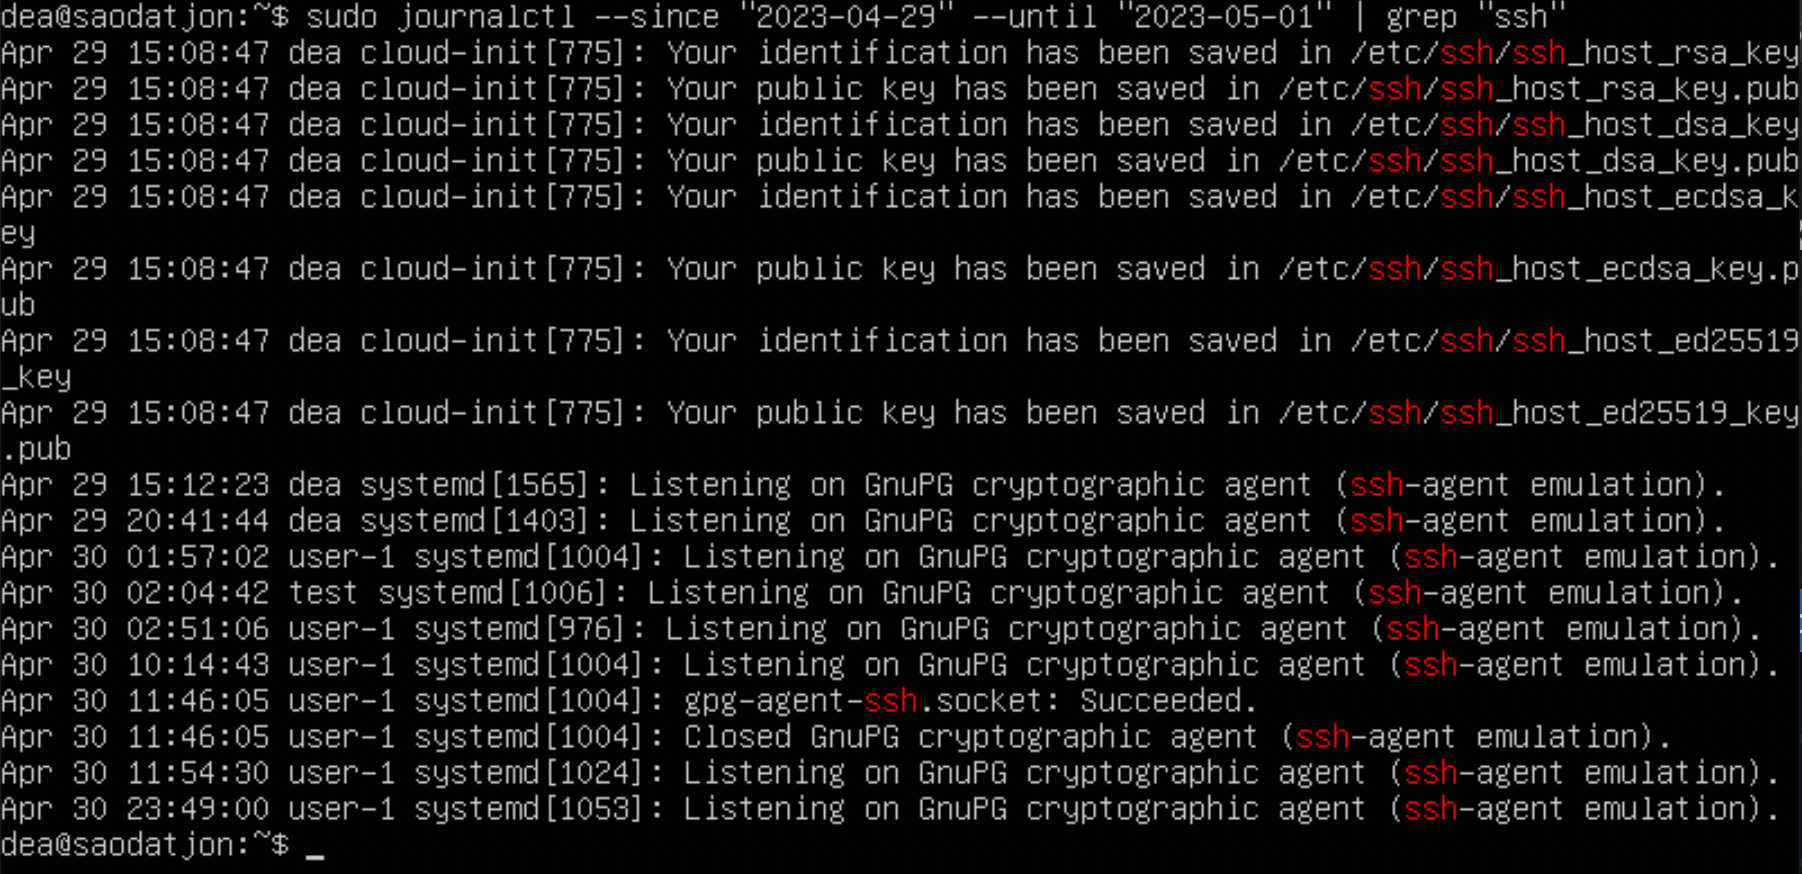 dea@saodatjon:~$ sudo journalctl --since "2023-04-29" --until "2023-05-01" | grep "ssh"
Apr 29 15:08:47 dea cloud-init[775]: Your identification has been saved in /etc/ssh/ssh_host_rsa_key
Apr 29 15:08:47 dea cloud-init[775]: Your public key has been saved in /etc/ssh/ssh_host_rsa_key.pub
Apr 29 15:08:47 dea cloud-init[775]: Your identification has been saved in /etc/ssh/ssh_host_dsa_key
Apr 29 15:08:47 dea cloud-init[775]: Your public key has been saved in /etc/ssh/ssh_host_dsa_key.pub
Apr 29 15:08:47 dea cloud-init[775]: Your identification has been saved in /etc/ssh/ssh_host_ecdsa_k
ey
Apr 29 15:08:47 dea cloud-init[775]: Your public key has been saved in /etc/ssh/ssh_host_ecdsa_key.p
ub
Apr 29 15:08:47 dea cloud-init[775]: Your identification has been saved in /etc/ssh/ssh_host_ed25519
_key
Apr 29 15:08:47 dea cloud-init[775]: Your public key has been saved in /etc/ssh/ssh_host_ed25519_key
.pub
Apr 29 15:12:23 dea systemd[1565]: Listening on GnuPG cryptographic agent (ssh-agent emulation).
Apr 29 20:41:44 dea systemd[1403]: Listening on GnuPG cryptographic agent (ssh-agent emulation).
Apr 30 01:57:02 user-1 systemd[1004]: Listening on GnuPG cryptographic agent (ssh-agent emulation).
Apr 30 02:04:42 test systemd[1006]: Listening on GnuPG cryptographic agent (ssh-agent emulation).
Apr 30 02:51:06 user-1 systemd[976]: Listening on GnuPG cryptographic agent (ssh-agent emulation).
Apr 30 10:14:43 user-1 systemd[1004]: Listening on GnuPG cryptographic agent (ssh-agent emulation).
Apr 30 11:46:05 user-1 systemd[1004]: gpg-agent-ssh.socket: Succeeded.
Apr 30 11:46:05 user-1 systemd[1004]: Closed GnuPG cryptographic agent (ssh-agent emulation).
Apr 30 11:54:30 user-1 systemd[1024]: Listening on GnuPG cryptographic agent (ssh-agent emulation).
Apr 30 23:49:00 user-1 systemd[1053]: Listening on GnuPG cryptographic agent (ssh-agent emulation).
dea@saodatjon:~$ _